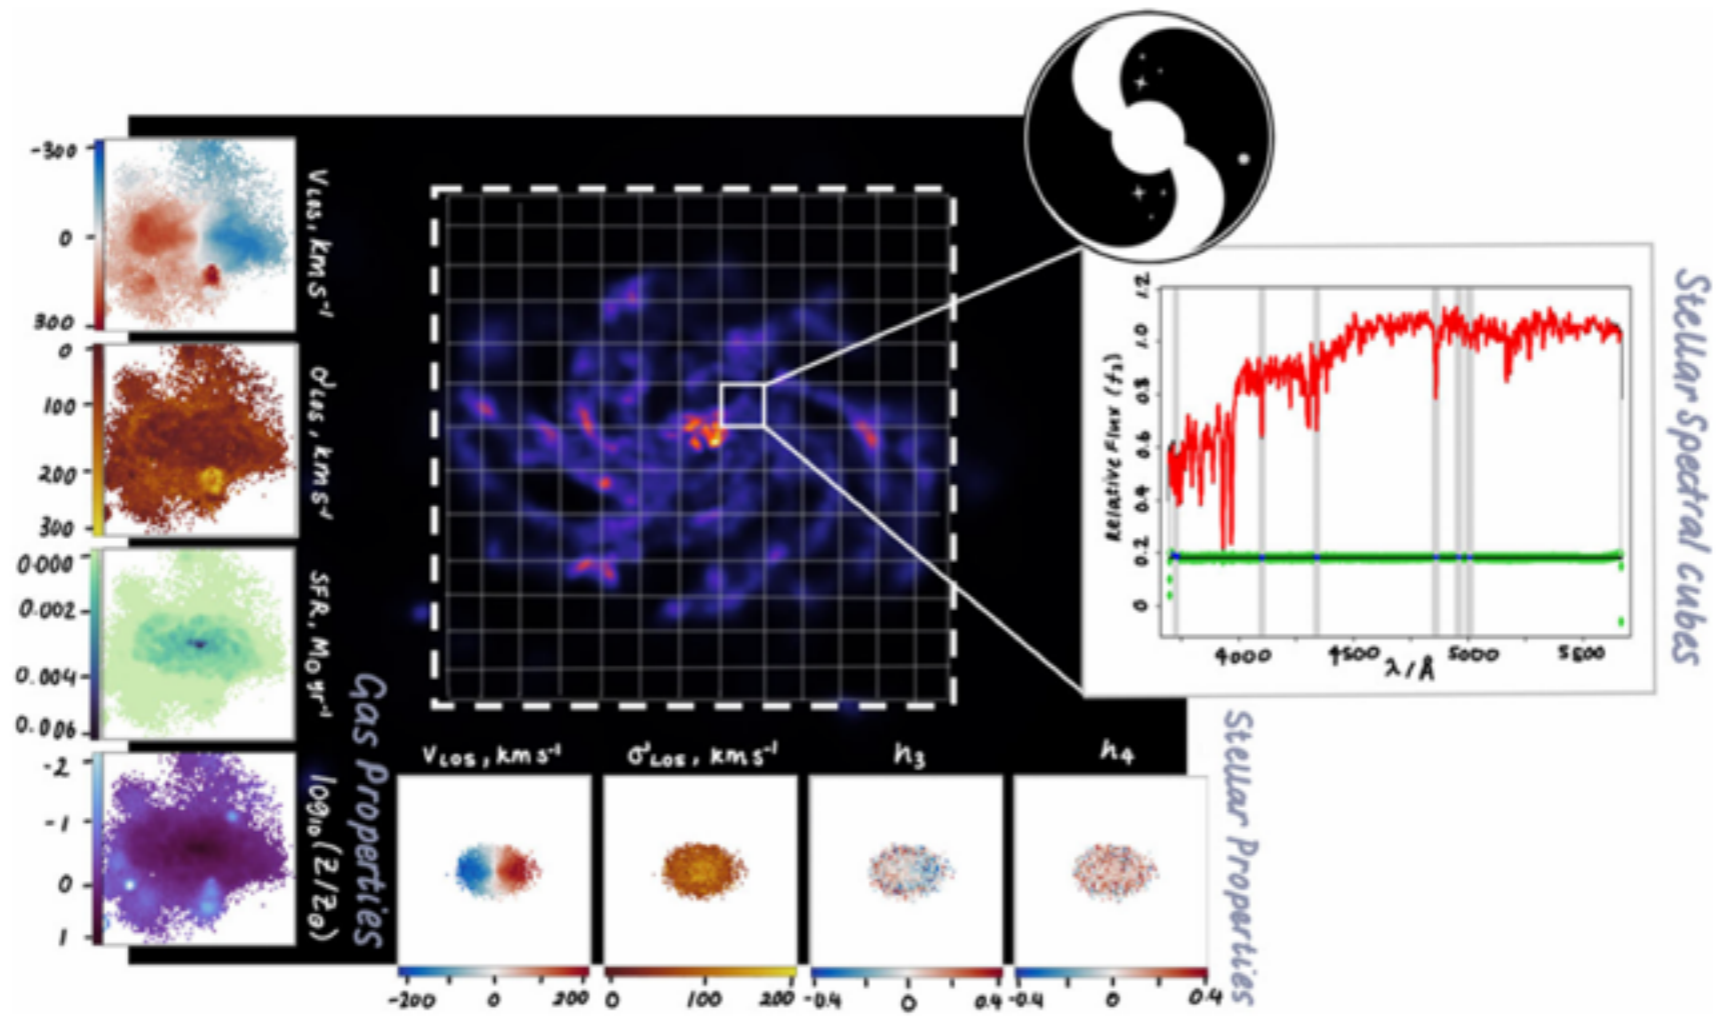 -300
0
300
VLOS, kms⁻¹
0
100
200
300
σLOS, kms⁻¹
0.000
0.002
0.004
0.006
SFR, M⊙ yr⁻¹
-2
-1
0
1
log₁₀(Z/Z⊙)
Gas Properties
VLOS, kms⁻¹
σLOS, kms⁻¹
h₃
h₄
-200 0 200
0 100 200
-0.4 0 0.4
-0.4 0 0.4
Stellar Properties
1.2
1.0
0.8
0.6
0.4
0.2
0
Relative Flux (fλ)
4000 4500 5000 5500
λ/Å
Stellar Spectral cubes